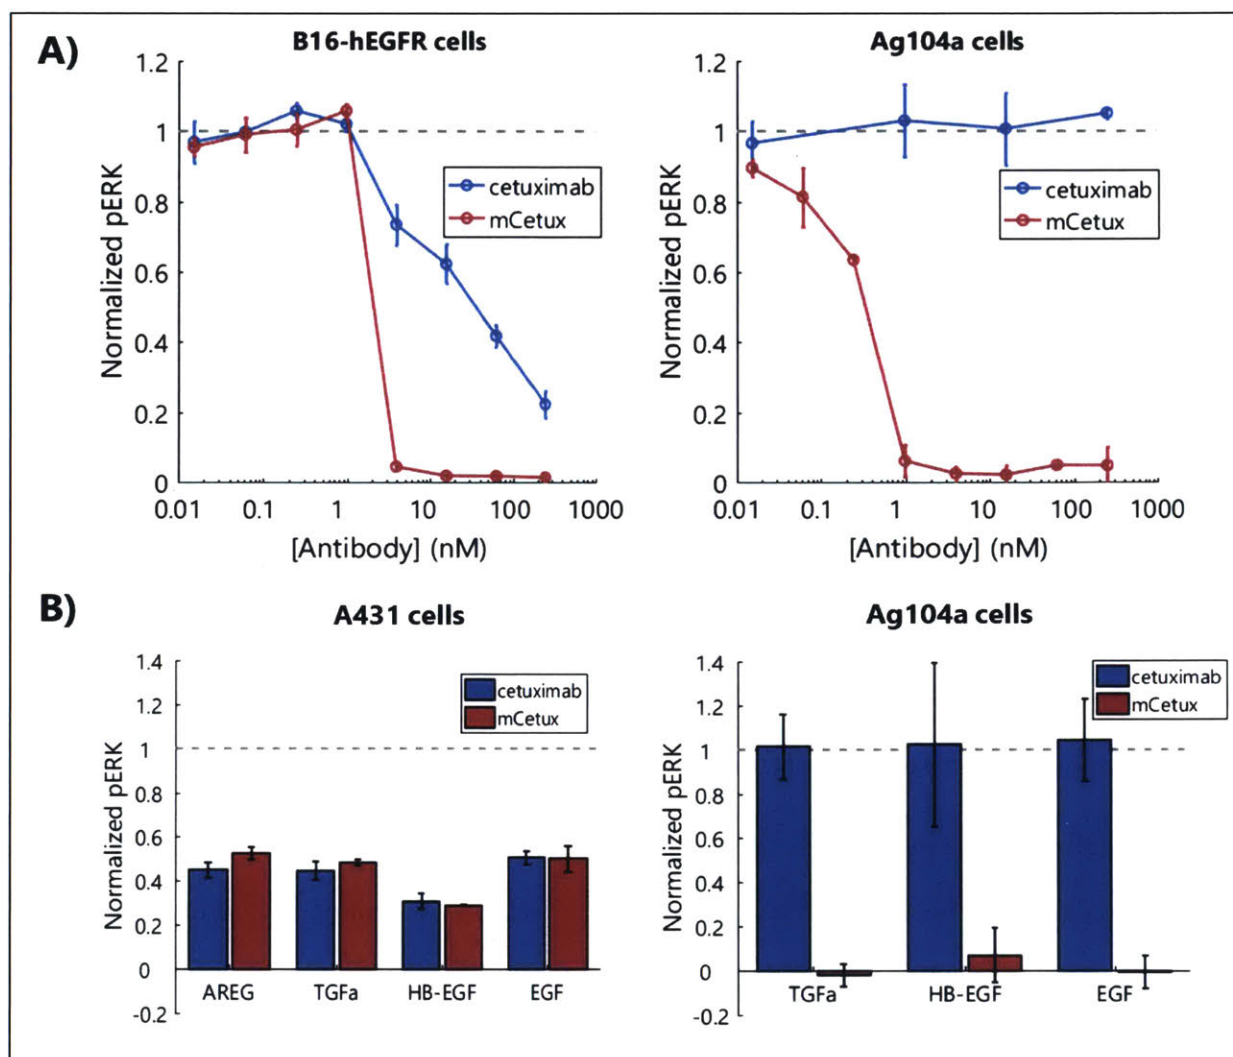 A)
B16-hEGFR cells
Ag104a cells
1.2
1
0.8
0.6
0.4
0.2
0
Normalized pERK
cetuximab
mCetux
0.01 0.1 1 10 100 1000
[Antibody] (nM)
1.2
1
0.8
0.6
0.4
0.2
0
Normalized pERK
cetuximab
mCetux
0.01 0.1 1 10 100 1000
[Antibody] (nM)
B)
A431 cells
Ag104a cells
1.4
1.2
1
0.8
0.6
0.4
0.2
0
-0.2
Normalized pERK
cetuximab
mCetux
AREG TGFa HB-EGF EGF
1.4
1.2
1
0.8
0.6
0.4
0.2
0
-0.2
Normalized pERK
cetuximab
mCetux
TGFa HB-EGF EGF